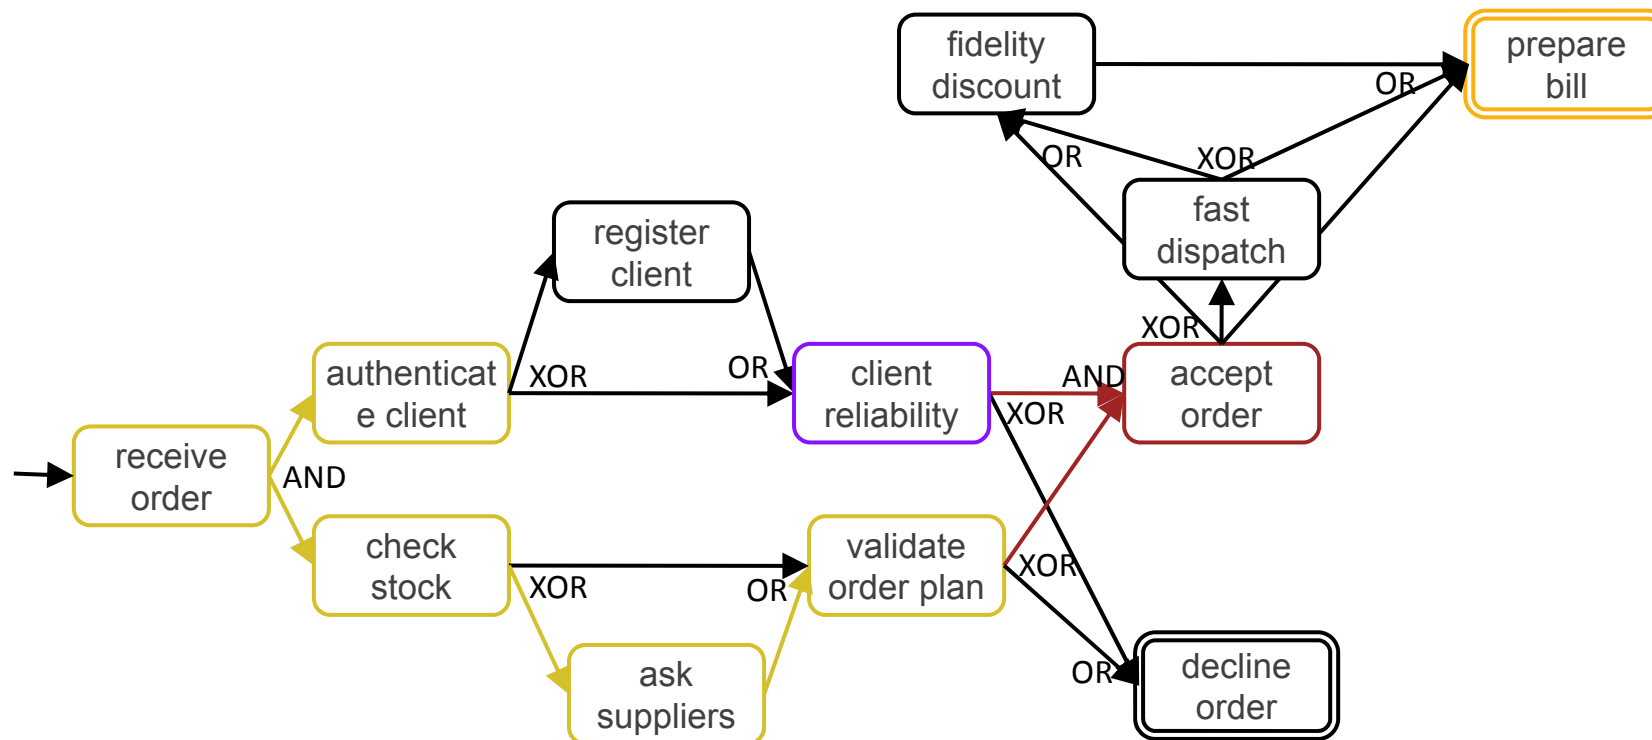 fidelity
discount
prepare
bill
OR
OR
XOR
fast
dispatch
register
client
XOR
authenticat
e client
XOR
OR
client
reliability
AND
XOR
accept
order
receive
order
AND
check
stock
XOR
OR
validate
order plan
XOR
ask
suppliers
OR
decline
order